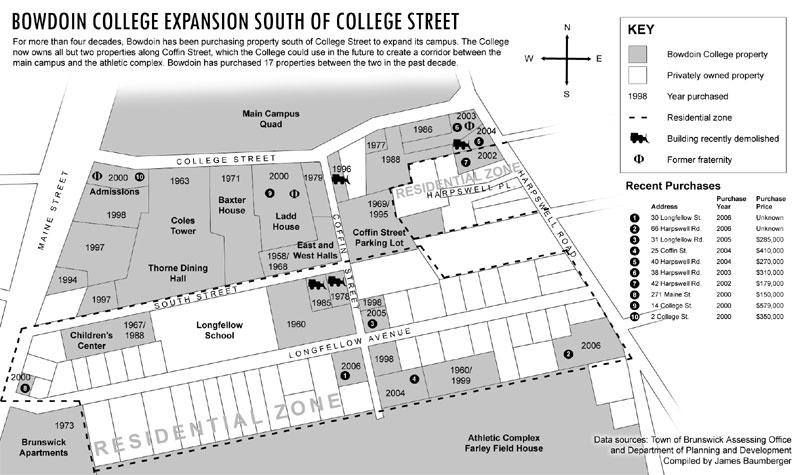 BOWDOIN COLLEGE EXPANSION SOUTH OF COLLEGE STREET
For more than four decades, Bowdoin has been purchasing property south of College Street to expand its campus. The College
now owns all but two properties along Coffin Street, which the College could use in the future to create a corridor between the
main campus and the athletic complex. Bowdoin has purchased 17 properties between the two in the past decade.
N
W E
S
KEY
Bowdoin College property
Privately owned property
1998 Year purchased
Residential zone
Building recently demolished
Former fraternity
Recent Purchases
Address Purchase Year Purchase Price
1 30 Longfellow St. 2006 Unknown
2 66 Harpswell Rd. 2006 Unknown
3 31 Longfellow Rd. 2005 $285,000
4 25 Coffin St. 2004 $410,000
5 40 Harpswell Rd. 2004 $270,000
6 38 Harpswell Rd. 2003 $310,000
7 42 Harpswell Rd. 2002 $179,000
8 271 Maine St. 2000 $150,000
9 14 College St. 2000 $579,000
10 2 College St. 2000 $350,000
Main Campus
Quad
COLLEGE STREET
MAINE STREET
2000 10
Admissions
1998
1997
1994
1997
1963
Coles
Tower
Thorne Dining
Hall
1971
Baxter
House
2000
9
Ladd
House
1979
1996
East and
West Halls
1958/
1968
COFFIN STREET
1977
1988
1986
2003
6
2004
5
2002
7
RESIDENTIAL ZONE
HARPSWELL PL.
HARPSWELL ROAD
1969/
1995
Coffin Street
Parking Lot
SOUTH STREET
1967/
1988
Children's
Center
Longfellow
School
1960
1985
1978
1998
2005
3
LONGFELLOW AVENUE
2000
8
2006
1
1998
4
2004
1960/
1999
2006
2
1973
Brunswick
Apartments
RESIDENTIAL ZONE
Athletic Complex
Farley Field House
Data sources: Town of Brunswick Assessing Office
and Department of Planning and Development
Compiled by James Baumberger